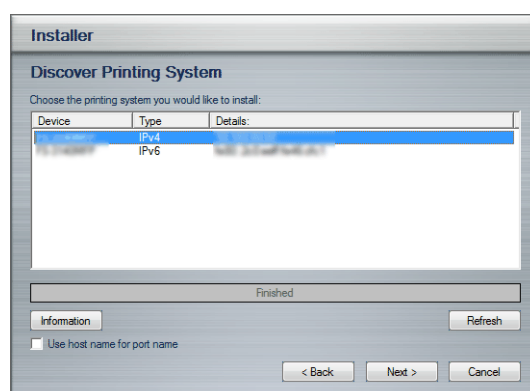 Installer
Discover Printing System
Choose the printing system you would like to install:
Device Type Details:
IPv4
IPv6
Finished
Information Refresh
Use host name for port name
< Back Next > Cancel